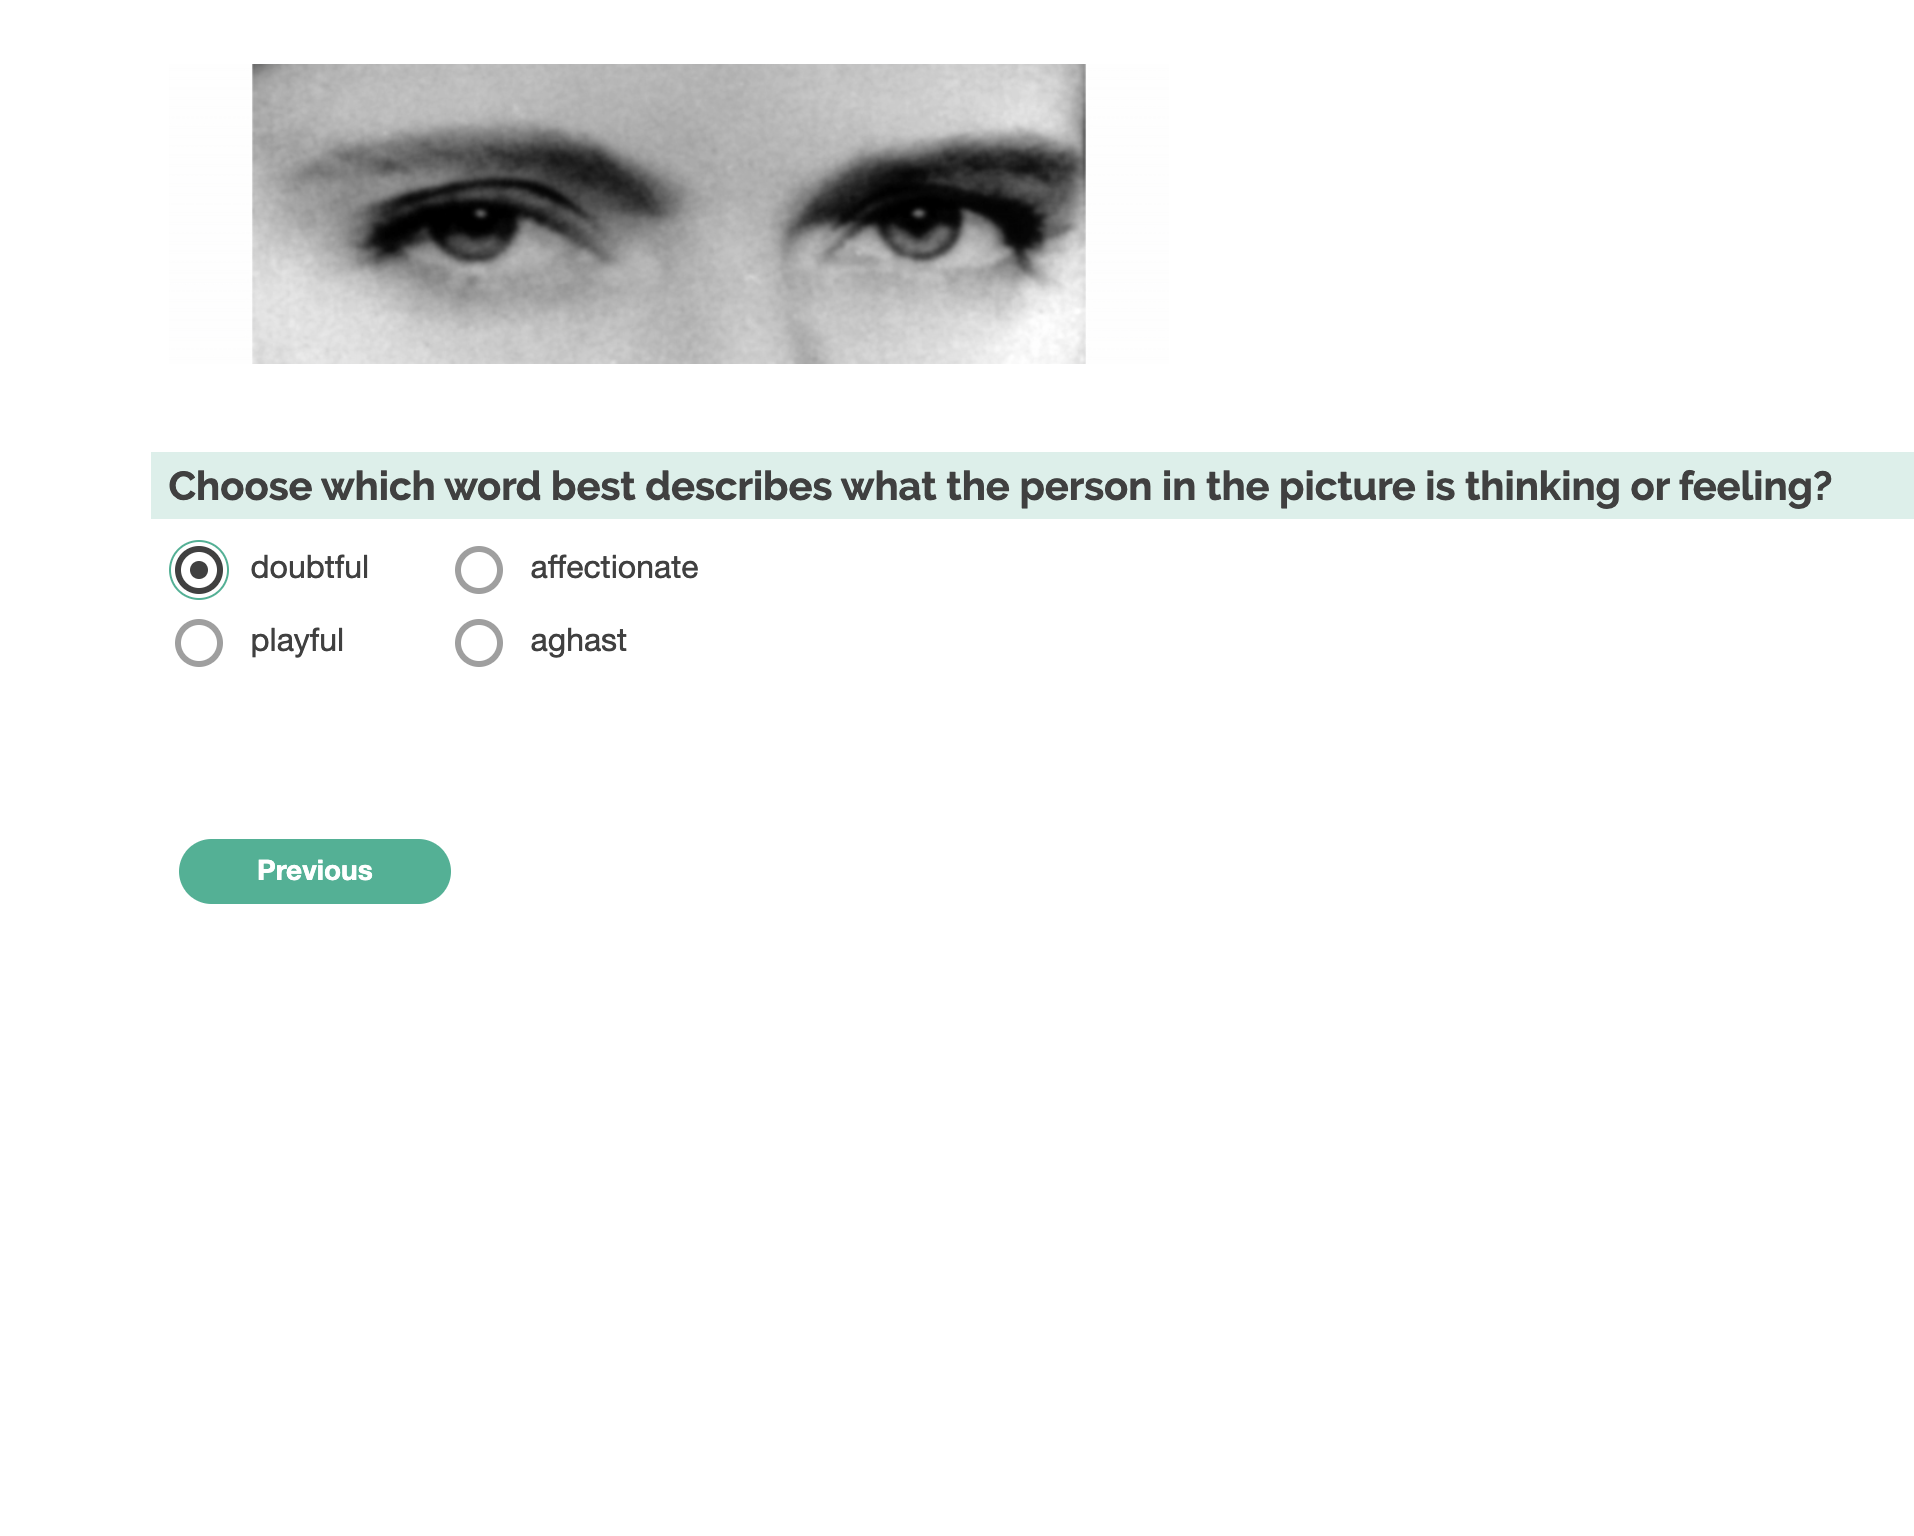 Choose which word best describes what the person in the picture is thinking or feeling?
doubtful affectionate
playful aghast
Previous